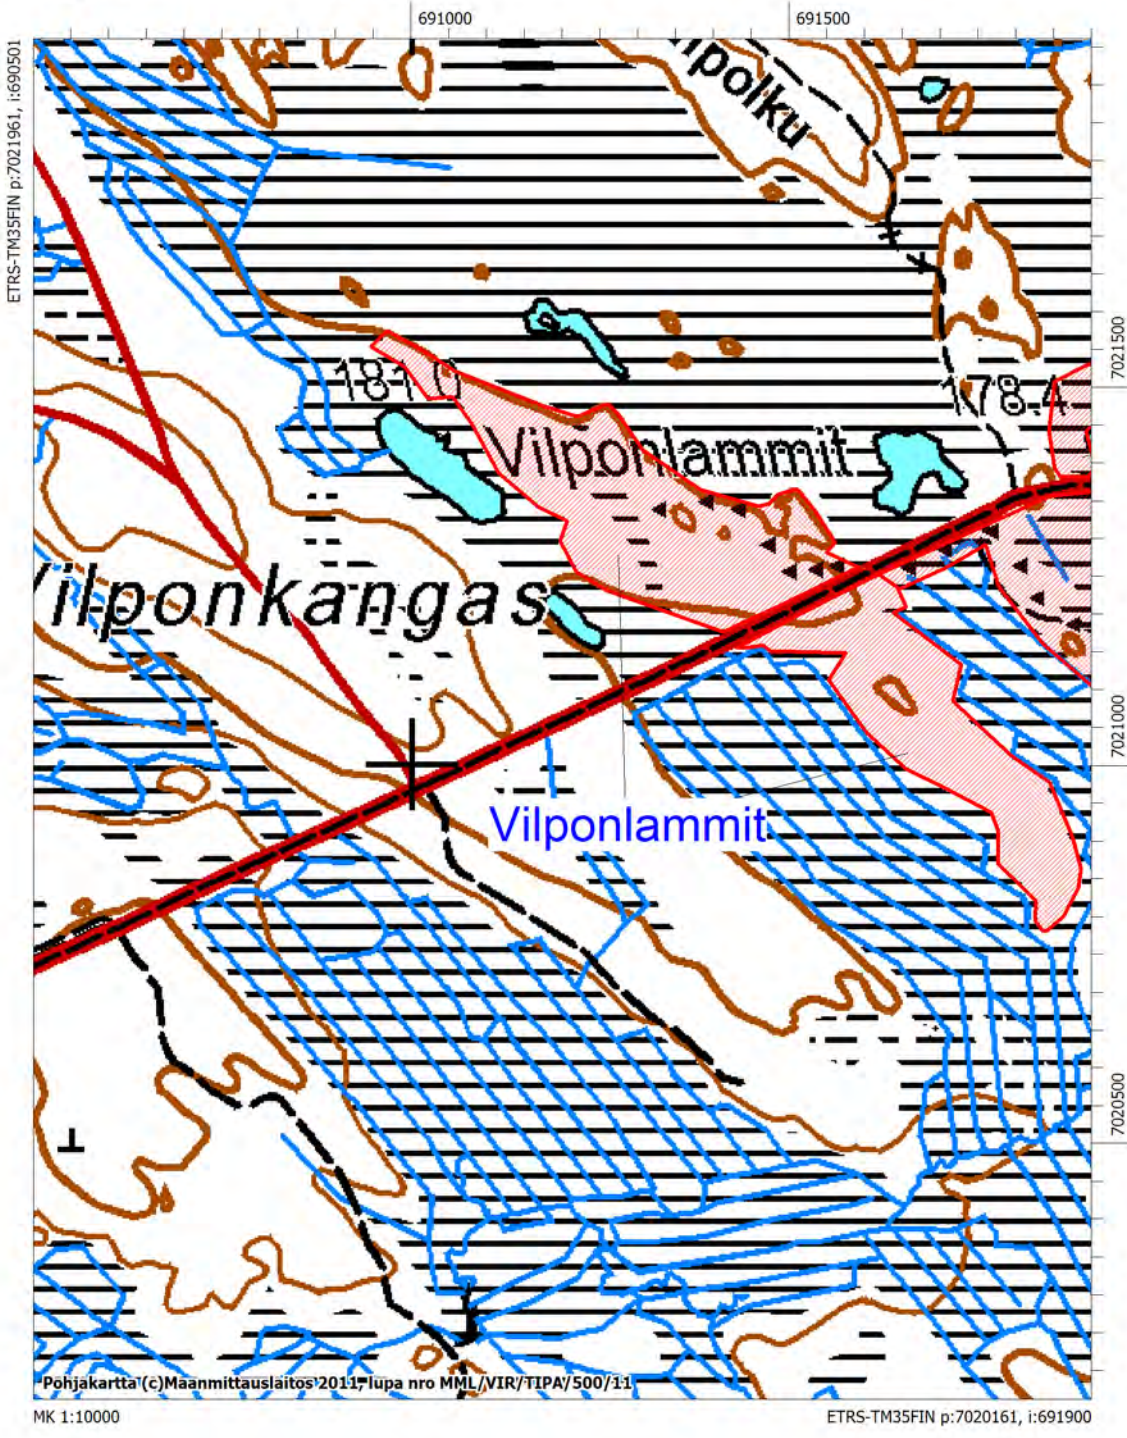 691000
691500
ETRS-TM35FIN p:7021961, i:690501
lpolku
7021500
181.0
178.4
Vilponlammit
Vilponkangas
7021000
Vilponlammit
7020500
Pohjakartta (c)Maanmittauslaitos 2011, lupa nro MML/VIR/TIPA/500/11
MK 1:10000
ETRS-TM35FIN p:7020161, i:691900